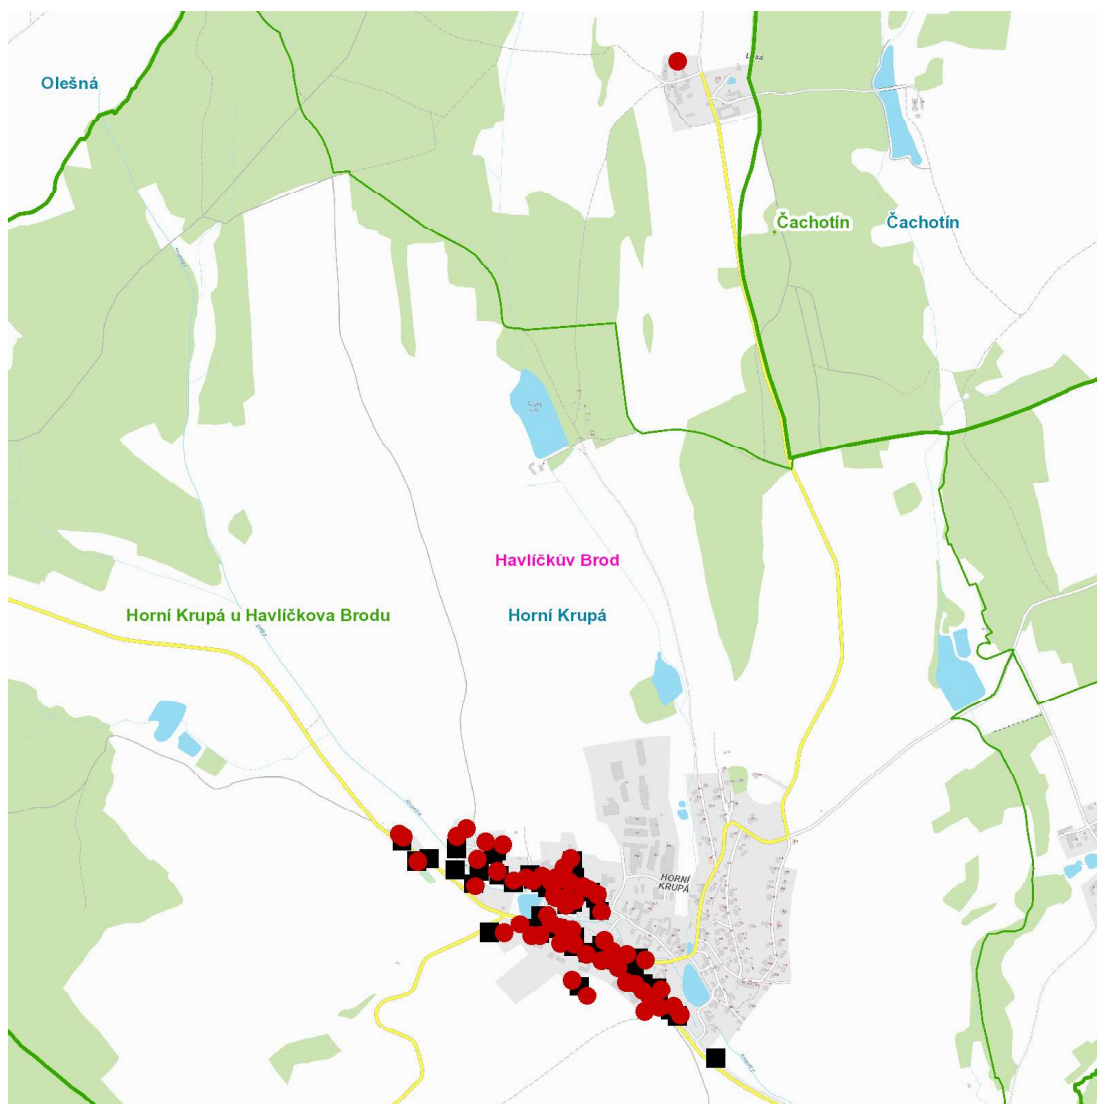 Olešná
Čachotín
Čachotín
Havlíčkův Brod
Horní Krupá u Havlíčkova Brodu
Horní Krupá
HORNÍ
KRUPÁ